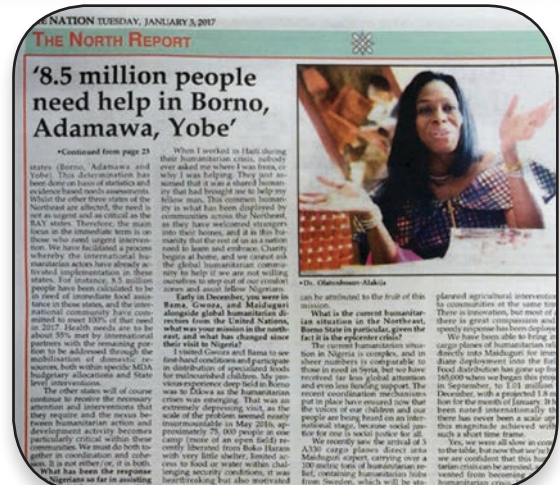 E NATION TUESDAY, JANUARY 3, 2017
THE NORTH REPORT
‘8.5 million people
need help in Borno,
Adamawa, Yobe’
•Continued from page 23
states (Borno, Adamawa and
Yobe). This determination has
been done on basis of statistics and
evidence based needs assessments.
Whilst the other three states of the
Northeast are affected, the need is
not as urgent and as critical as the
BAY states. Therefore, the main
focus in the immediate term is on
those who need urgent interven-
tion. We have facilitated a process
whereby the international hu-
manitarian actors have already ac-
tivated implementation in these
states. For instance, 8.5 million
people have been calculated to be
in need of immediate food assis-
tance in those states, and the inter-
national community have com-
mitted to meet 100% of that need
in 2017. Health needs are to be
about 50% met by international
partners with the remaining por-
tion to be addressed through the
mobilisation of domestic re-
sources, both within specific MDA
budgetary allocations and State
level interventions.
The other states will of course
continue to receive the necessary
attention and interventions that
they require and the nexus be-
tween humanitarian action and
development activity becomes
particularly critical within these
communities. We must do both to-
gether in coordination and cohe-
sion. It is not either/or, it is both.
What has been the response
Nigerians so far in assisting
When I worked in Haiti during
their humanitarian crisis, nobody
ever asked me where I was from, or
why I was helping. They just as-
sumed that it was a shared human-
ity that had brought me to help my
fellow man. This common human-
ity is what has been displayed by
communities across the Northeast,
as they have welcomed strangers
into their homes, and it is this hu-
manity that the rest of us as a nation
need to learn and embrace. Charity
begins at home, and we cannot ask
the global humanitarian commu-
nity to help if we are not willing
ourselves to step out of our comfort
zones and assist fellow Nigerians.
Early in December, you were in
Bama, Gwoza, and Maiduguri
alongside global humanitarian di-
rectors from the United Nations,
what was your mission in the north-
east, and what has changed since
their visit to Nigeria?
I visited Gwoza and Bama to see
first-hand conditions and participate
in distribution of specialized foods
for malnourished children. My pre-
vious experience deep field in Borno
was to Dikwa as the humanitarian
crises was emerging. That was an
extremely depressing visit, as the
scale of the problem seemed nearly
insurmountable in May 2016, ap-
proximately 75, 000 people in one
camp (more of an open field) re-
cently liberated from Boko Haram
with very little shelter, limited ac-
cess to food or water within chal-
lenging security conditions, it was
heartbreaking but also motivated
•Dr. Olatunbosun-Alakija
can be attributed to the fruit of this
mission.
What is the current humanitar-
ian situation in the Northeast,
Borno State in particular, given the
fact it is the epicenter crisis?
The current humanitarian situa-
tion in Nigeria is complex, and in
sheer numbers is comparable to
those in need in Syria, but we have
received far less global attention
and even less funding support. The
recent coordination mechanisms
put in place have ensured now that
the voices of our children and our
people are being heard on an inter-
national stage, because social jus-
tice for one is social justice for all.
We recently saw the arrival of 3
A330 cargo planes direct into
Maiduguri airport, carrying over a
100 metric tons of humanitarian re-
lief, containing humanitarian hubs
from Sweden, which will be sta-
planned agricultural intervent
to communities at the same tim
There is innovation, but most of a
there is great compassion and
speedy response has been deploye
We have been able to bring in
cargo planes of humanitarian re
directly into Maiduguri for imm
diate deployment into the fie
Food distribution has gone up fro
165,000 when we began this proc
in September, to 1.01 million
December, with a projected 1.8 m
lion for the month of January. It h
been noted internationally th
there has never been a scale up
this magnitude achieved with
such a short time frame.
Yes, we were all slow in comi
to the table, but now that we're he
we are confident that this huma
tarian crisis can be arrested, and
vented from becoming
humanitarian crisis